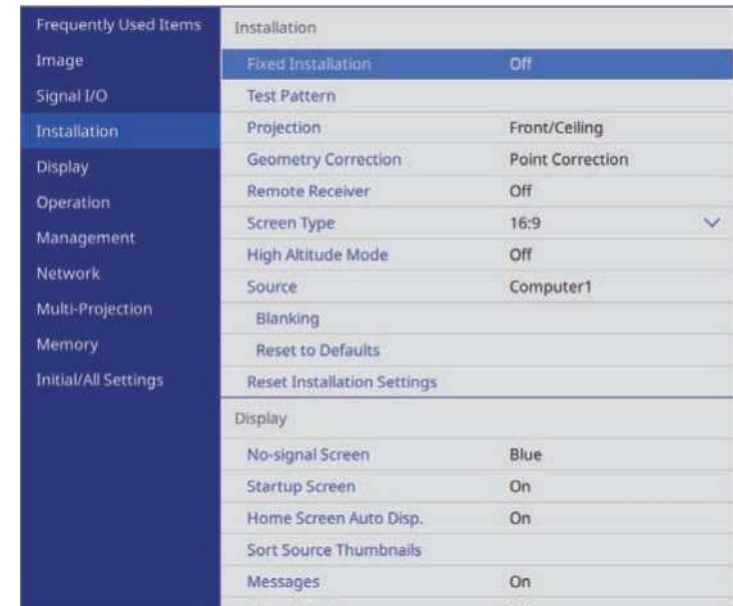 Frequently Used Items
Image
Signal I/O
Installation
Display
Operation
Management
Network
Multi-Projection
Memory
Initial/All Settings
Installation
Fixed Installation Off
Test Pattern
Projection Front/Ceiling
Geometry Correction Point Correction
Remote Receiver Off
Screen Type 16:9
High Altitude Mode Off
Source Computer1
Blanking
Reset to Defaults
Reset Installation Settings
Display
No-signal Screen Blue
Startup Screen On
Home Screen Auto Disp. On
Sort Source Thumbnails
Messages On